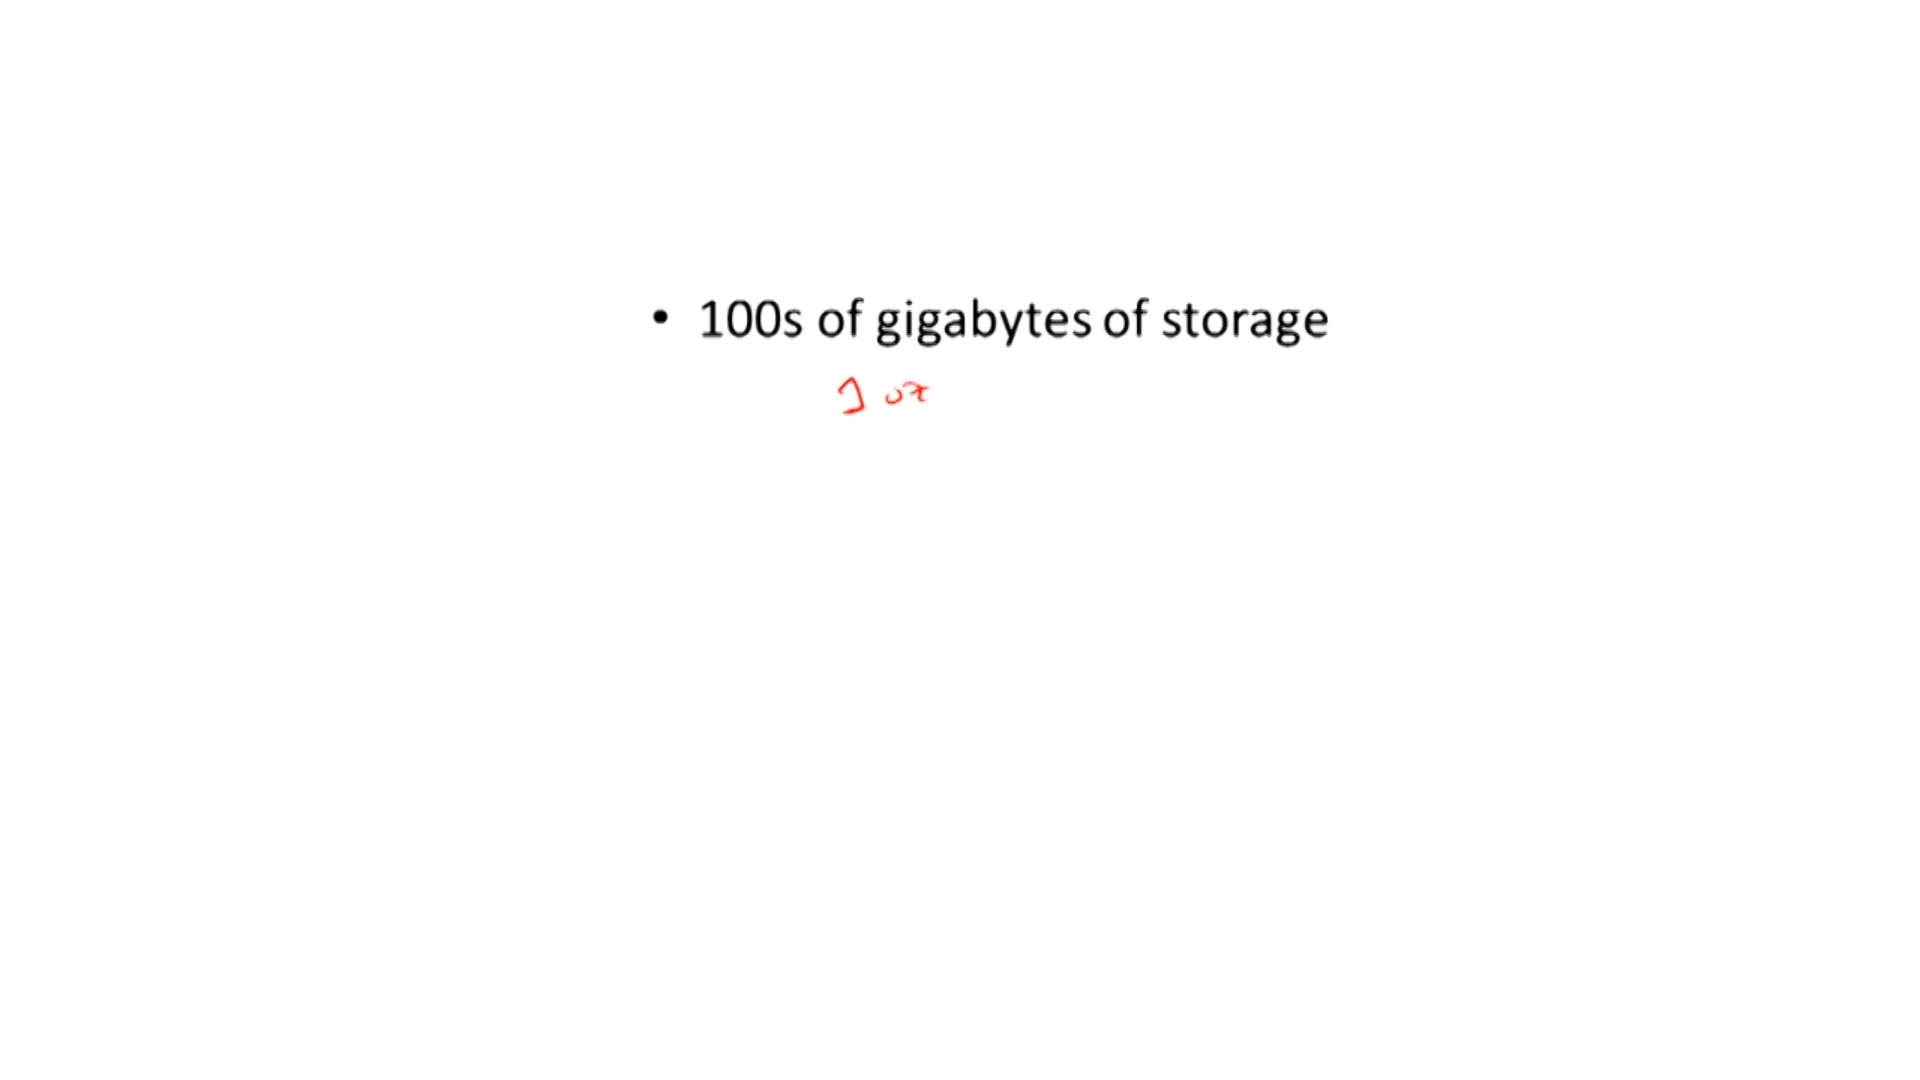 • 100s of gigabytes of storage